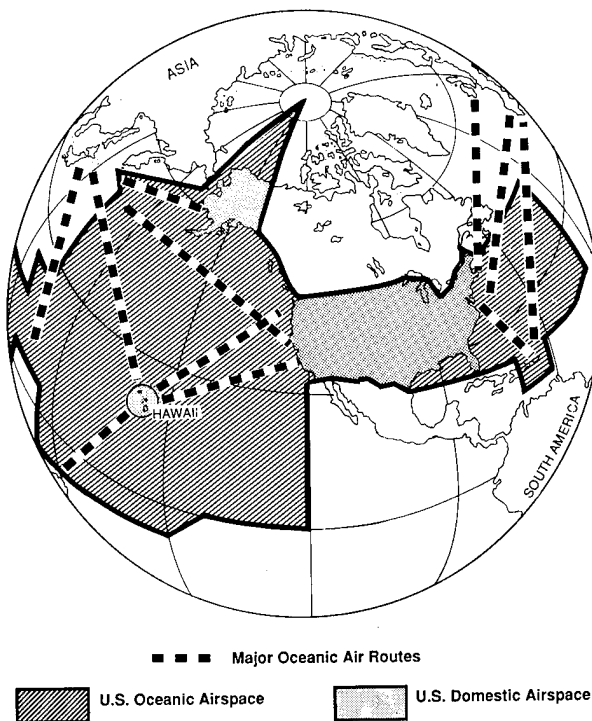 ASIA
HAWAII
SOUTH AMERICA
Major Oceanic Air Routes
U.S. Oceanic Airspace
U.S. Domestic Airspace